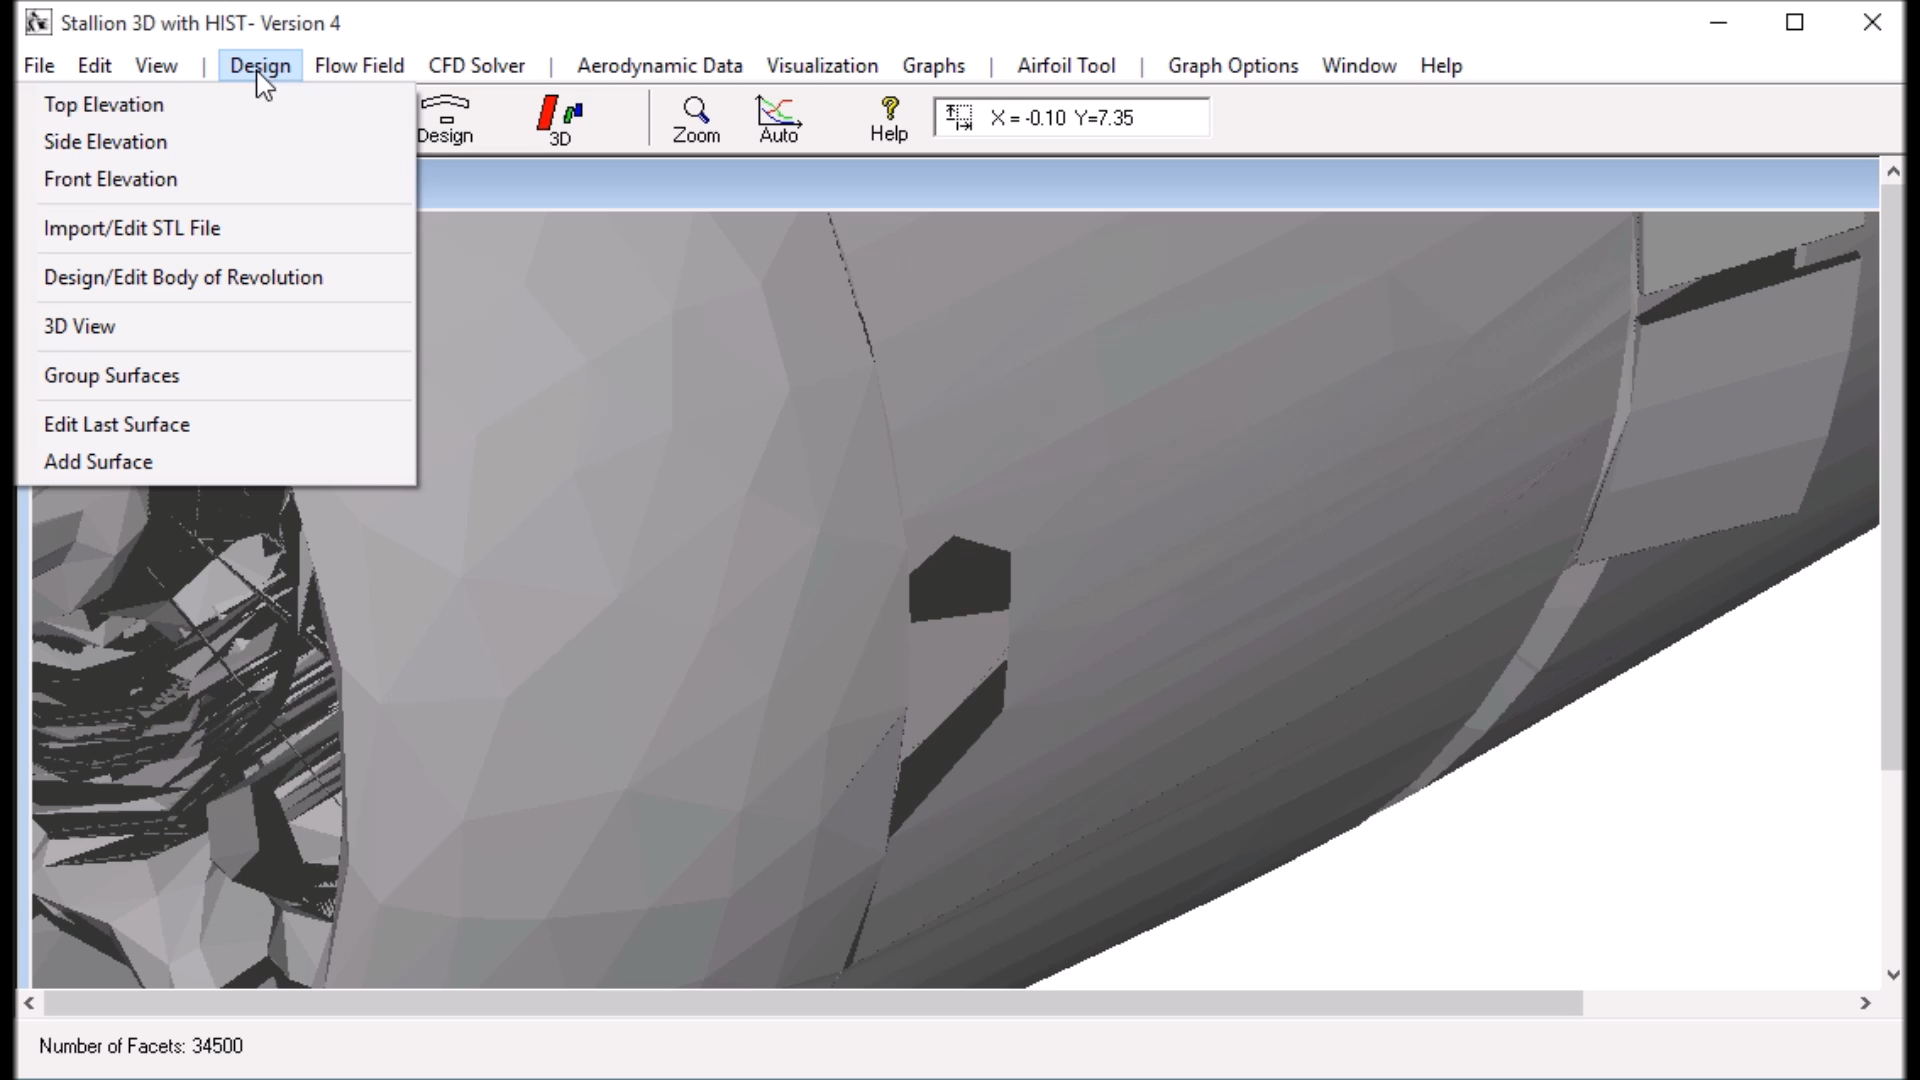 Stallion 3D with HIST- Version 4
File Edit View | Design Flow Field CFD Solver | Aerodynamic Data Visualization Graphs | Airfoil Tool | Graph Options Window Help
Design 3D Zoom Auto Help X = -0.10 Y=7.35
Top Elevation
Side Elevation
Front Elevation
Import/Edit STL File
Design/Edit Body of Revolution
3D View
Group Surfaces
Edit Last Surface
Add Surface
Number of Facets: 34500